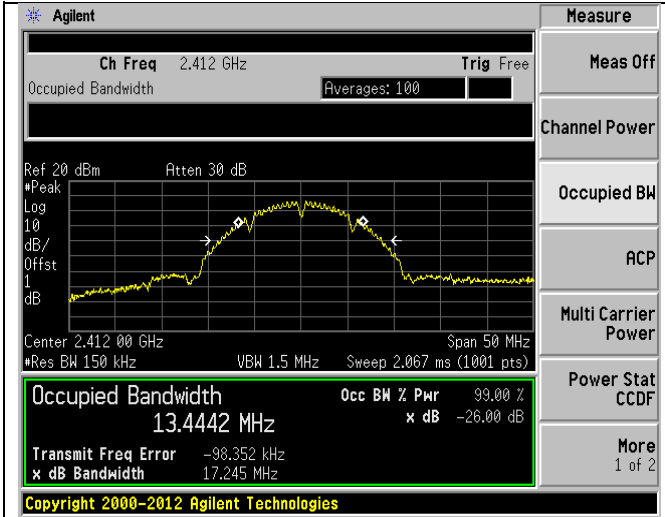 Agilent
Measure
Ch Freq 2.412 GHz Trig Free
Occupied Bandwidth Averages: 100
Ref 20 dBm Atten 30 dB
#Peak
Log
10
dB/
Offst
1
dB
Center 2.412 00 GHz Span 50 MHz
#Res BW 150 kHz VBW 1.5 MHz Sweep 2.067 ms (1001 pts)
Occupied Bandwidth Occ BW % Pwr 99.00 %
13.4442 MHz x dB -26.00 dB
Transmit Freq Error -98.352 kHz
x dB Bandwidth 17.245 MHz
Copyright 2000-2012 Agilent Technologies
Meas Off
Channel Power
Occupied BW
ACP
Multi Carrier
Power
Power Stat
CCDF
More
1 of 2